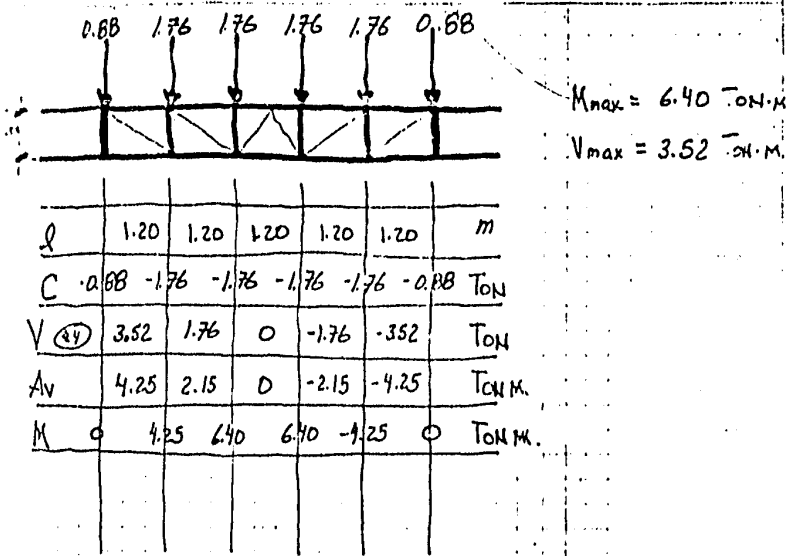 0.88 1.76 1.76 1.76 1.76 0.88
Mmax = 6.40 Ton·m
Vmax = 3.52 Ton·m.
l 1.20 1.20 1.20 1.20 1.20 m
C -0.88 -1.76 -1.76 -1.76 -1.76 -0.88 Ton
V 3.52 1.76 0 -1.76 -3.52 Ton
Av 4.25 2.15 0 -2.15 -4.25 Ton m.
M 0 4.25 6.40 6.40 -4.25 0 Ton m.